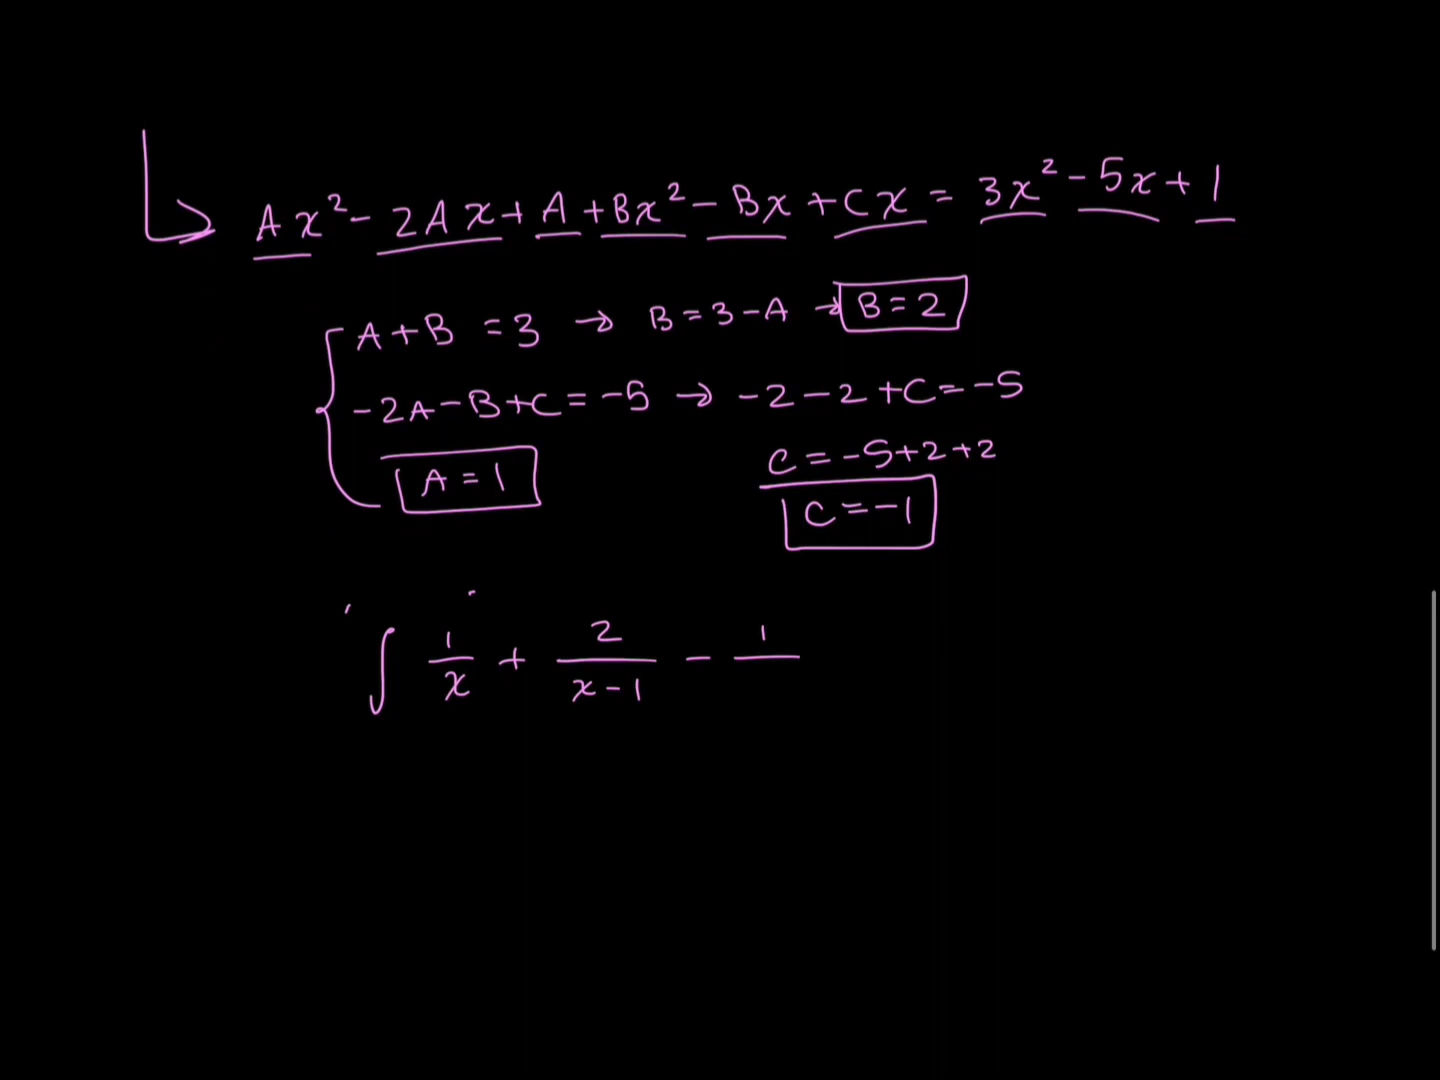 Ax² - 2Ax + A + Bx² - Bx + Cx = 3x² - 5x + 1
A + B = 3 → B = 3 - A → B = 2
-2A - B + C = -5 → -2 - 2 + C = -5
C = -5 + 2 + 2
A = 1
C = -1
∫ 1/x + 2/(x - 1) - 1/